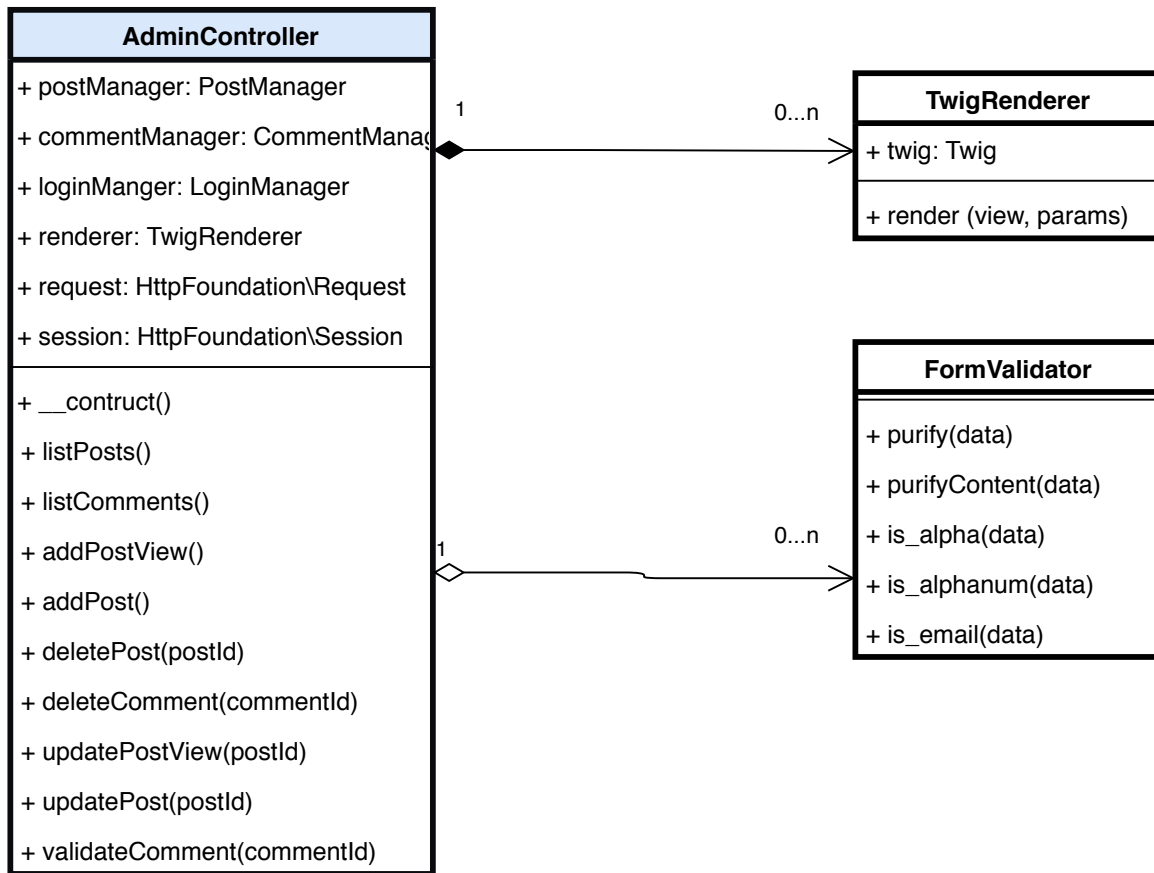 AdminController
+ postManager: PostManager
+ commentManager: CommentManag
+ loginManger: LoginManager
+ renderer: TwigRenderer
+ request: HttpFoundation\Request
+ session: HttpFoundation\Session
+ __contruct()
+ listPosts()
+ listComments()
+ addPostView()
+ addPost()
+ deletePost(postId)
+ deleteComment(commentId)
+ updatePostView(postId)
+ updatePost(postId)
+ validateComment(commentId)
1
0...n
TwigRenderer
+ twig: Twig
+ render (view, params)
1
0...n
FormValidator
+ purify(data)
+ purifyContent(data)
+ is_alpha(data)
+ is_alphanum(data)
+ is_email(data)